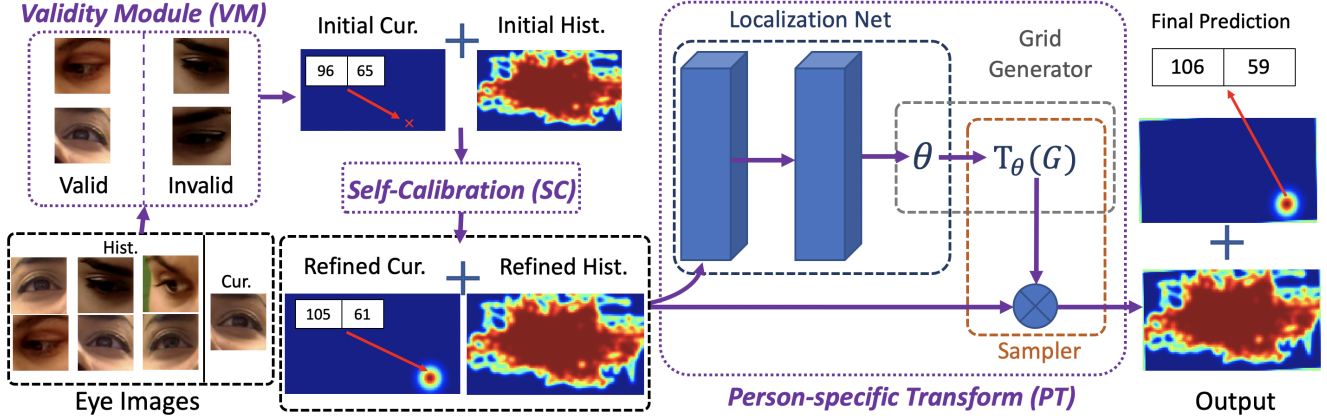 Validity Module (VM)
Valid
Invalid
Hist.
Cur.
Eye Images
Initial Cur.
+
Initial Hist.
96
65
×
Self-Calibration (SC)
Refined Cur.
+
Refined Hist.
105
61
Localization Net
Grid
Generator
θ
Tθ(G)
Sampler
Person-specific Transform (PT)
Final Prediction
106
59
+
Output